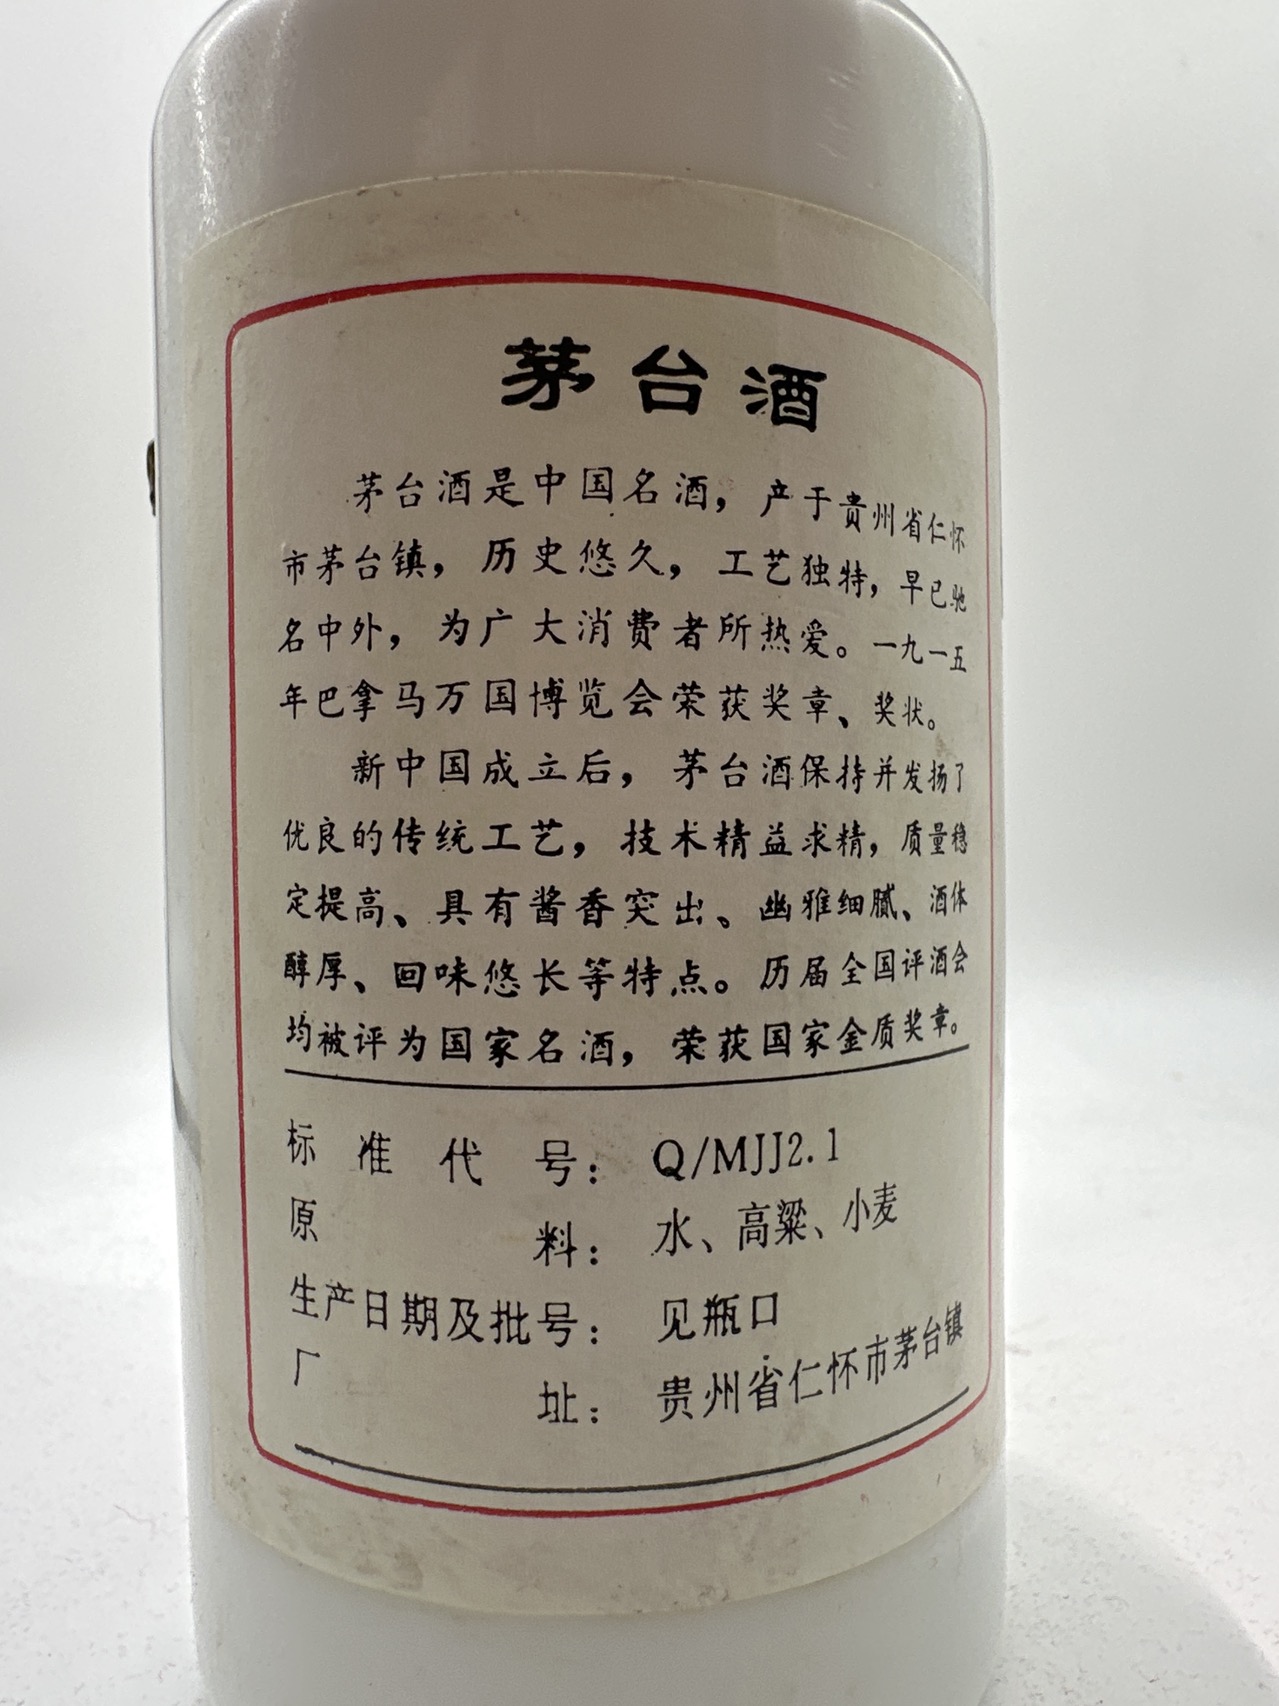 茅台酒
茅台酒是中国名酒，产于贵州省仁怀
市茅台镇，历史悠久，工艺独特，早已驰
名中外，为广大消费者所热爱。一九一五
年巴拿马万国博览会荣获奖章、奖状。
新中国成立后，茅台酒保持并发扬了
优良的传统工艺，技术精益求精，质量稳
定提高、具有酱香突出、幽雅细腻、酒体
醇厚、回味悠长等特点。历届全国评酒会
均被评为国家名酒，荣获国家金质奖章。
标准代号：Q/MJJ2.1
原料：水、高粱、小麦
生产日期及批号：见瓶口
厂址：贵州省仁怀市茅台镇